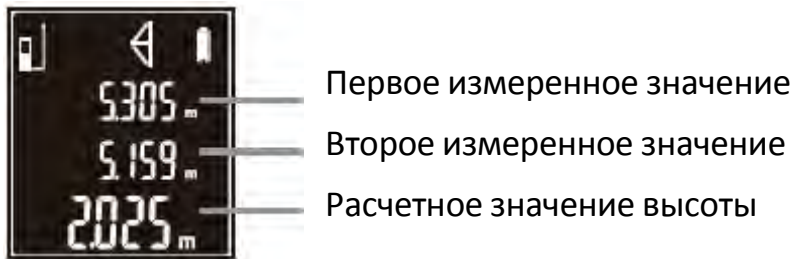 5.305 m
Первое измеренное значение
5.159 m
Второе измеренное значение
2.025 m
Расчетное значение высоты